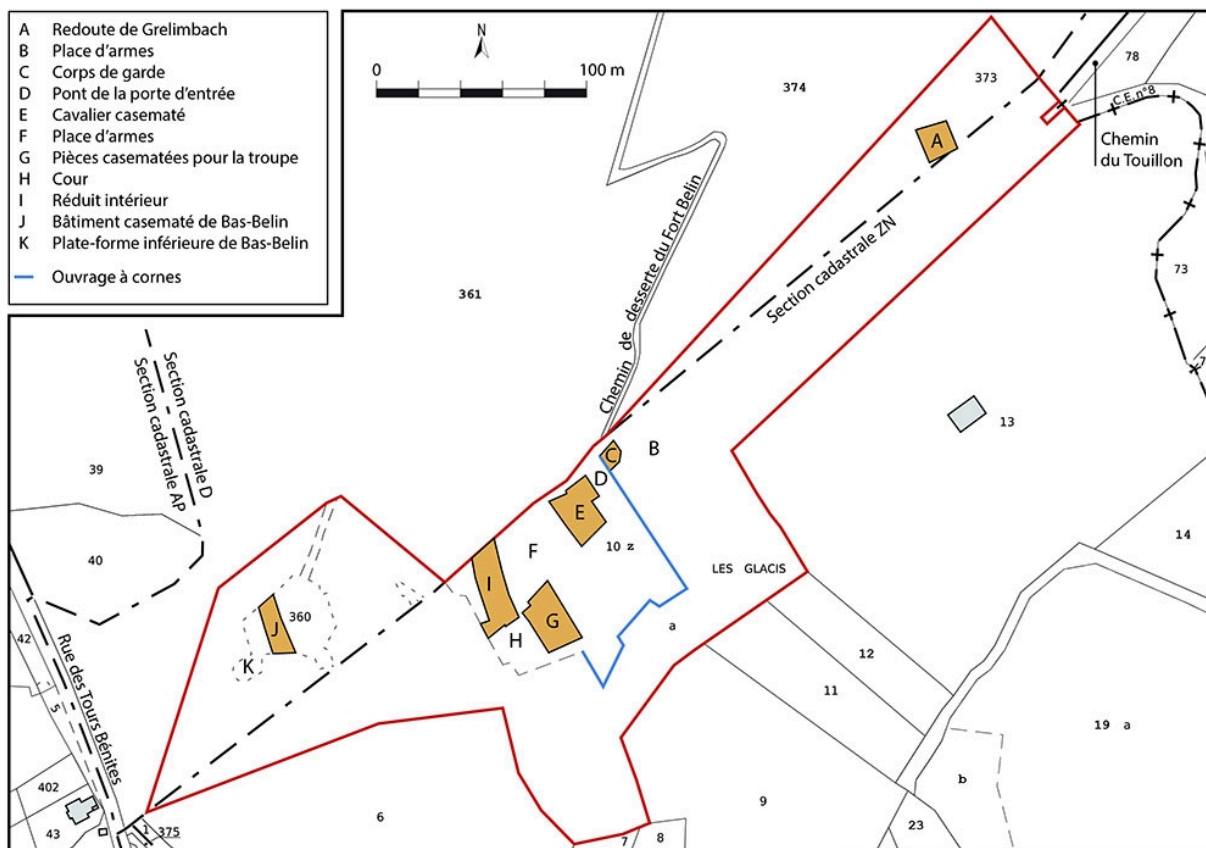 A Redoute de Grelimbach
B Place d'armes
C Corps de garde
D Pont de la porte d'entrée
E Cavalier casematé
F Place d'armes
G Pièces casematées pour la troupe
H Cour
I Réduit intérieur
J Bâtiment casematé de Bas-Belin
K Plate-forme inférieure de Bas-Belin
Ouvrage à cornes
N
0 100 m
374
373
78
C.E.n°8
Chemin
du Touillon
A
73
7
361
Chemin de desserte du Fort Belin
Section cadastrale ZN
Section cadastrale D
Section cadastrale AP
39
40
13
14
C
B
D
E
10 z
F
LES GLACIS
I
G
H
a
J
360
K
42
5
Rue des Tours Bénites
12
11
19 a
b
402
43
1
375
6
9
7
8
23